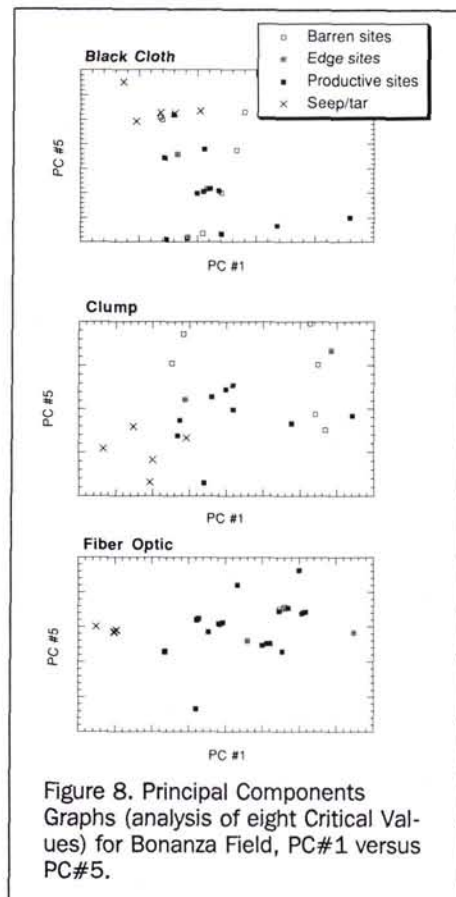 Black Cloth
Barren sites
Edge sites
Productive sites
Seep/tar
PC #5
PC #1
Clump
PC #5
PC #1
Fiber Optic
PC #5
PC #1
Figure 8. Principal Components
Graphs (analysis of eight Critical Val-
ues) for Bonanza Field, PC#1 versus
PC#5.